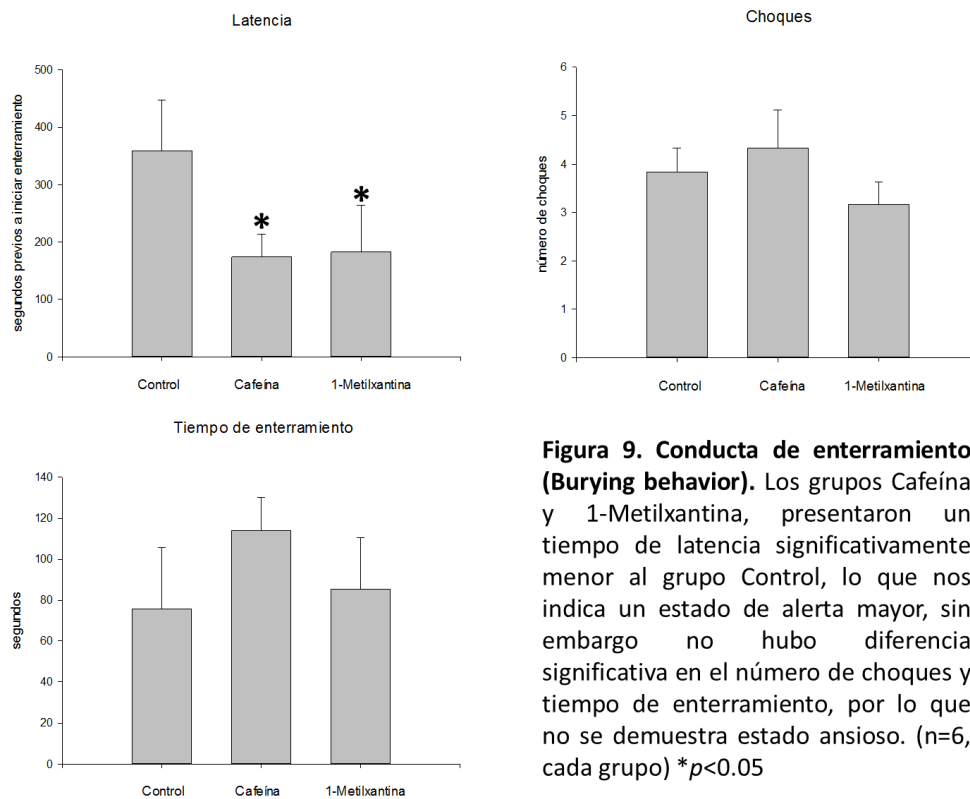 Latencia
segundos previos a iniciar enterramiento
500
400
300
200
100
0
*
*
Control
Cafeína
1-Metilxantina
Choques
número de choques
6
5
4
3
2
1
0
Control
Cafeína
1-Metilxantina
Tiempo de enterramiento
segundos
140
120
100
80
60
40
20
0
Control
Cafeína
1-Metilxantina
Figura 9. Conducta de enterramiento
(Burying behavior). Los grupos Cafeína
y 1-Metilxantina, presentaron un
tiempo de latencia significativamente
menor al grupo Control, lo que nos
indica un estado de alerta mayor, sin
embargo no hubo diferencia
significativa en el número de choques y
tiempo de enterramiento, por lo que
no se demuestra estado ansioso. (n=6,
cada grupo) *p<0.05